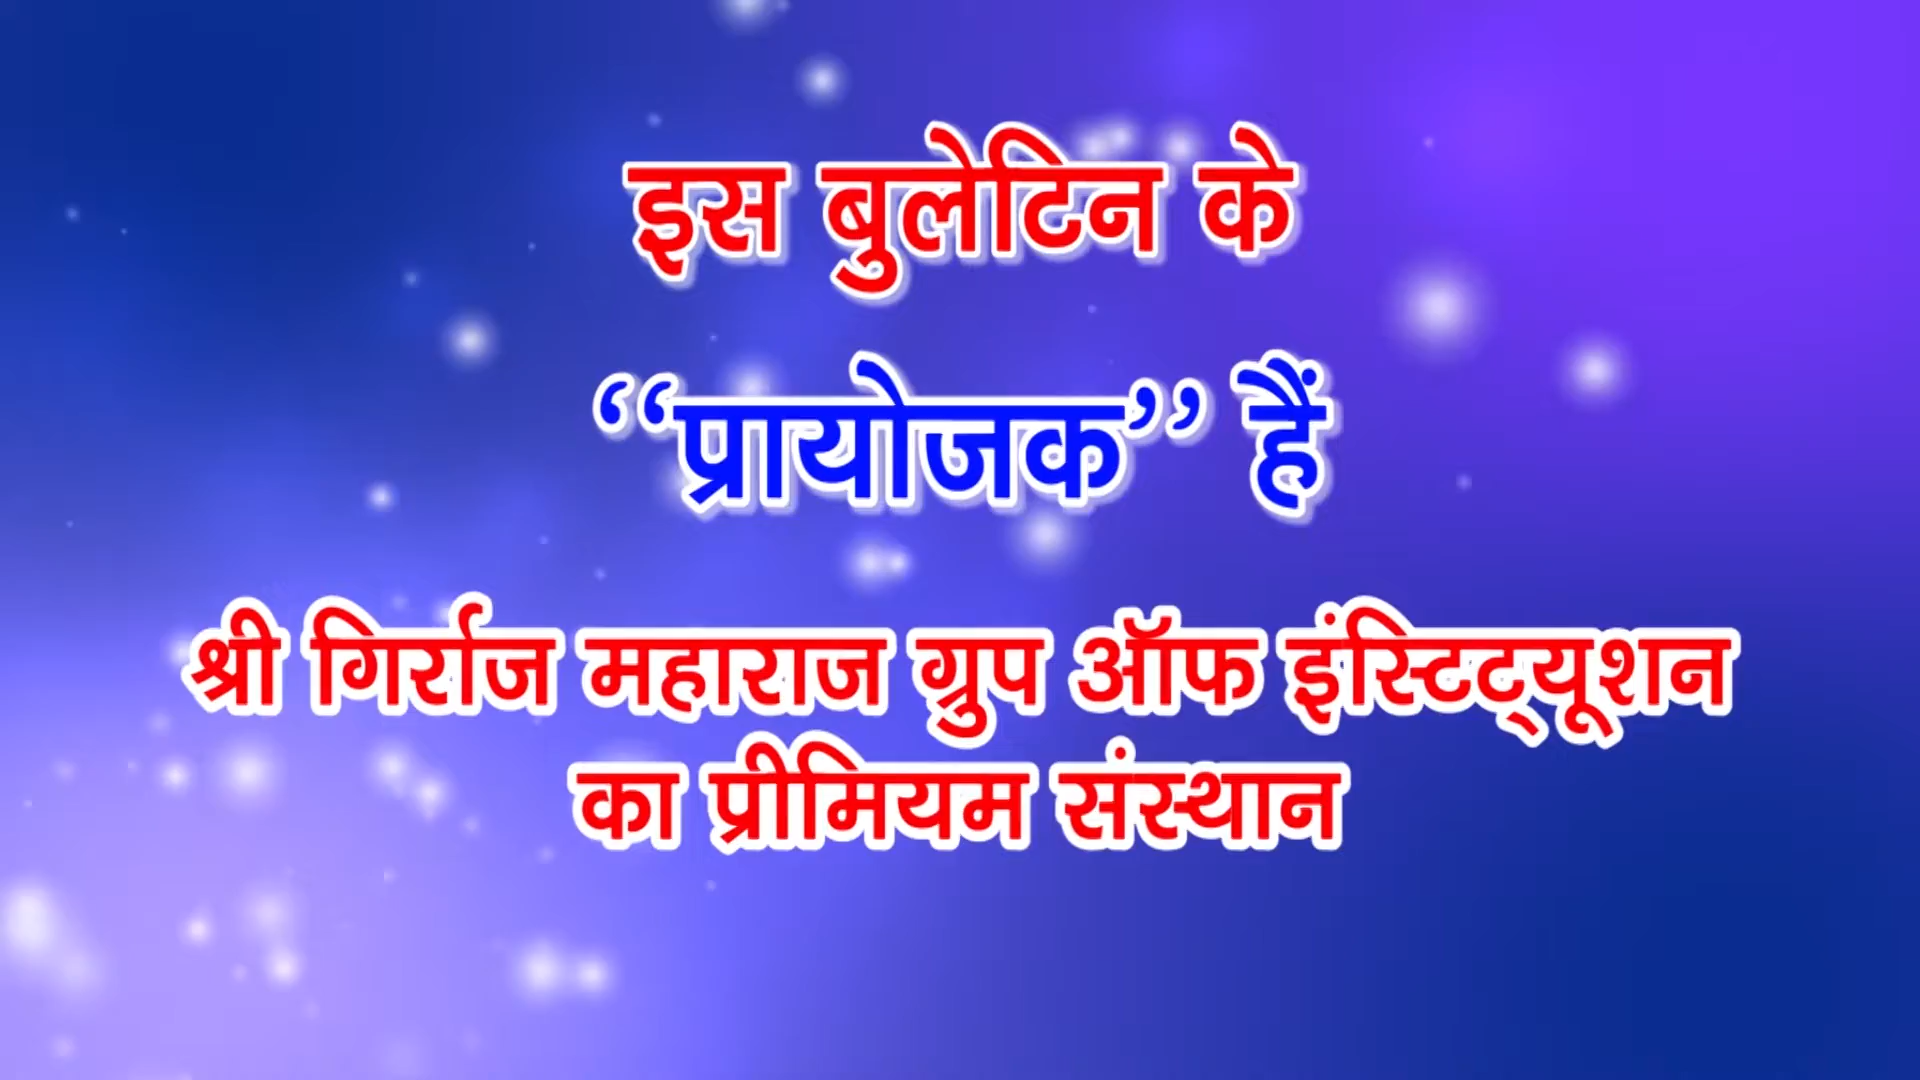 इस बुलेटिन के
‘‘प्रायोजक’’ हैं
श्री गिर्राज महाराज ग्रुप ऑफ इंस्टिट्यूशन
का प्रीमियम संस्थान